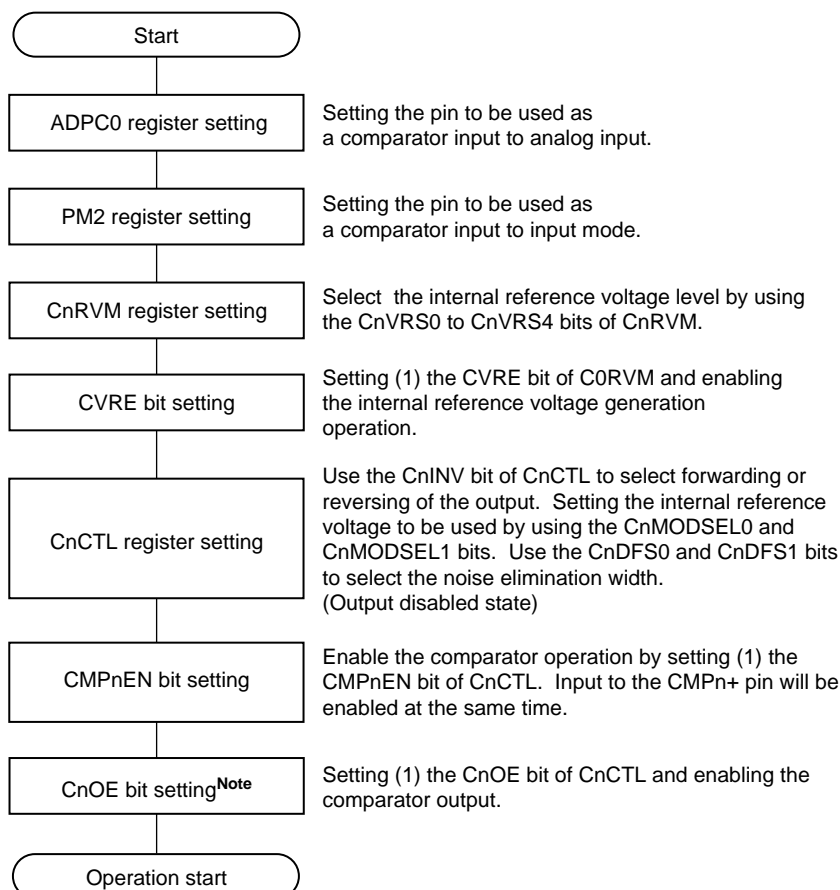 Start
ADPC0 register setting
Setting the pin to be used as
a comparator input to analog input.
PM2 register setting
Setting the pin to be used as
a comparator input to input mode.
CnRVM register setting
Select  the internal reference voltage level by using
the CnVRS0 to CnVRS4 bits of CnRVM.
CVRE bit setting
Setting (1) the CVRE bit of C0RVM and enabling
the internal reference voltage generation
operation.
CnCTL register setting
Use the CnINV bit of CnCTL to select forwarding or
reversing of the output.  Setting the internal reference
voltage to be used by using the CnMODSEL0 and
CnMODSEL1 bits.  Use the CnDFS0 and CnDFS1 bits
to select the noise elimination width.
(Output disabled state)
CMPnEN bit setting
Enable the comparator operation by setting (1) the
CMPnEN bit of CnCTL.  Input to the CMPn+ pin will be
enabled at the same time.
CnOE bit settingNote
Setting (1) the CnOE bit of CnCTL and enabling the
comparator output.
Operation start